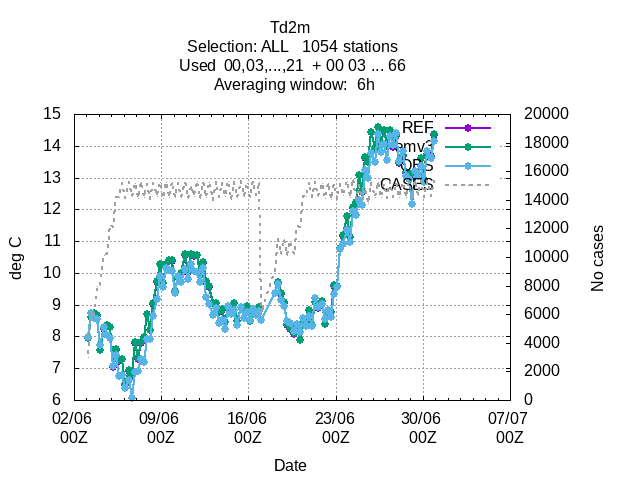 Td2m
Selection: ALL   1054 stations
Used  00,03,...,21  + 00 03 ... 66
Averaging window:  6h
15
14
13
12
11
10
9
8
7
6
deg C
20000
18000
16000
14000
12000
10000
8000
6000
4000
2000
0
No cases
REF
emv3
OBS
CASES
02/06
00Z
09/06
00Z
16/06
00Z
23/06
00Z
30/06
00Z
07/07
00Z
Date